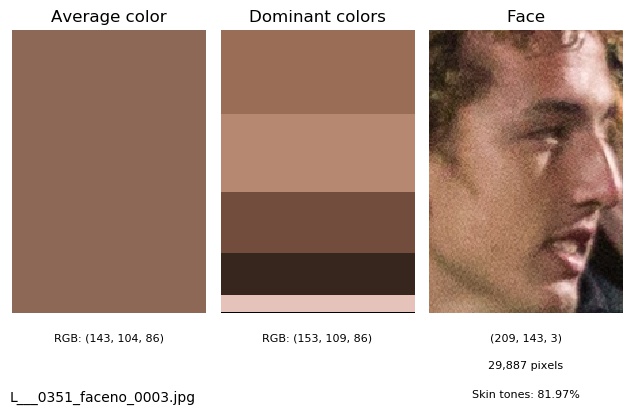 Average color
Dominant colors
Face
RGB: (143, 104, 86)
RGB: (153, 109, 86)
(209, 143, 3)
29,887 pixels
Skin tones: 81.97%
L___0351_faceno_0003.jpg